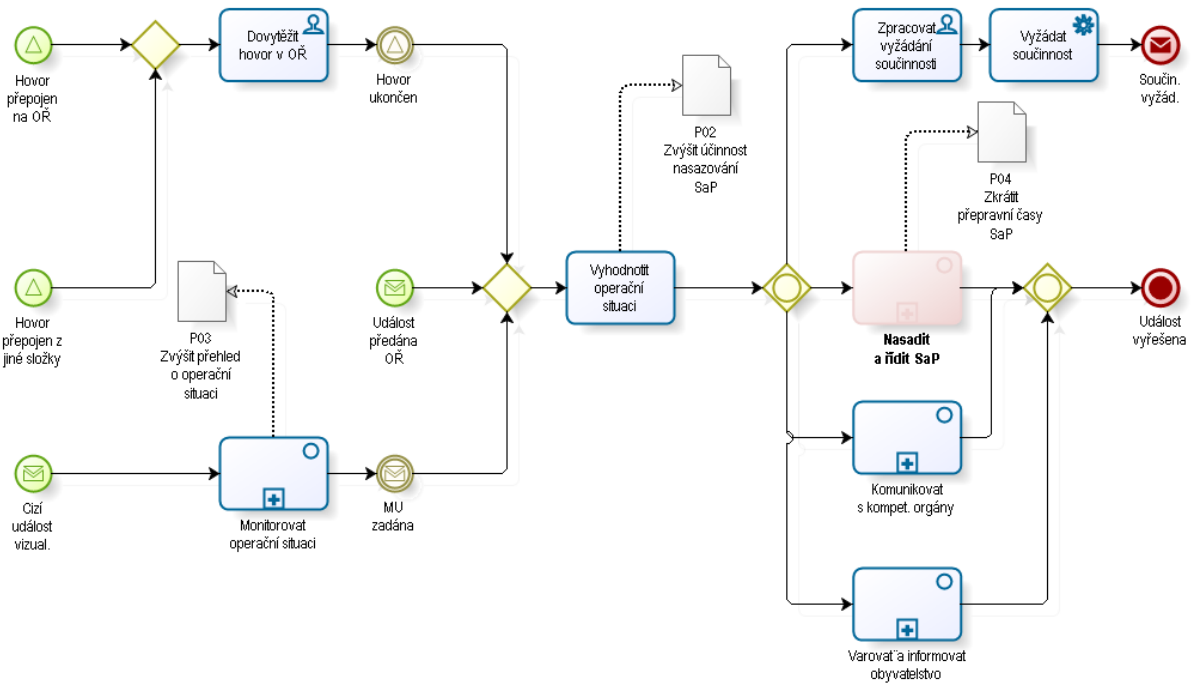 Hovor
přepojen
na OŘ
Dovytěžit
hovor v OŘ
Hovor
ukončen
P02
Zvýšit účinnost
nasazování
SaP
Zpracovat
vyžádání
součinnosti
Vyžádat
součinnost
Součin.
vyžád.
P04
Zkrátit
přepravní časy
SaP
Hovor
přepojen z
jiné složky
P03
Zvýšit přehled
o operační
situaci
Událost
předána
OŘ
Vyhodnotit
operační
situaci
Nasadit
a řídit SaP
Událost
vyřešena
Cizí
událost
vizual.
Monitorovat
operační situaci
MU
zadána
Komunikovat
s kompet. orgány
Varovat a informovat
obyvatelstvo